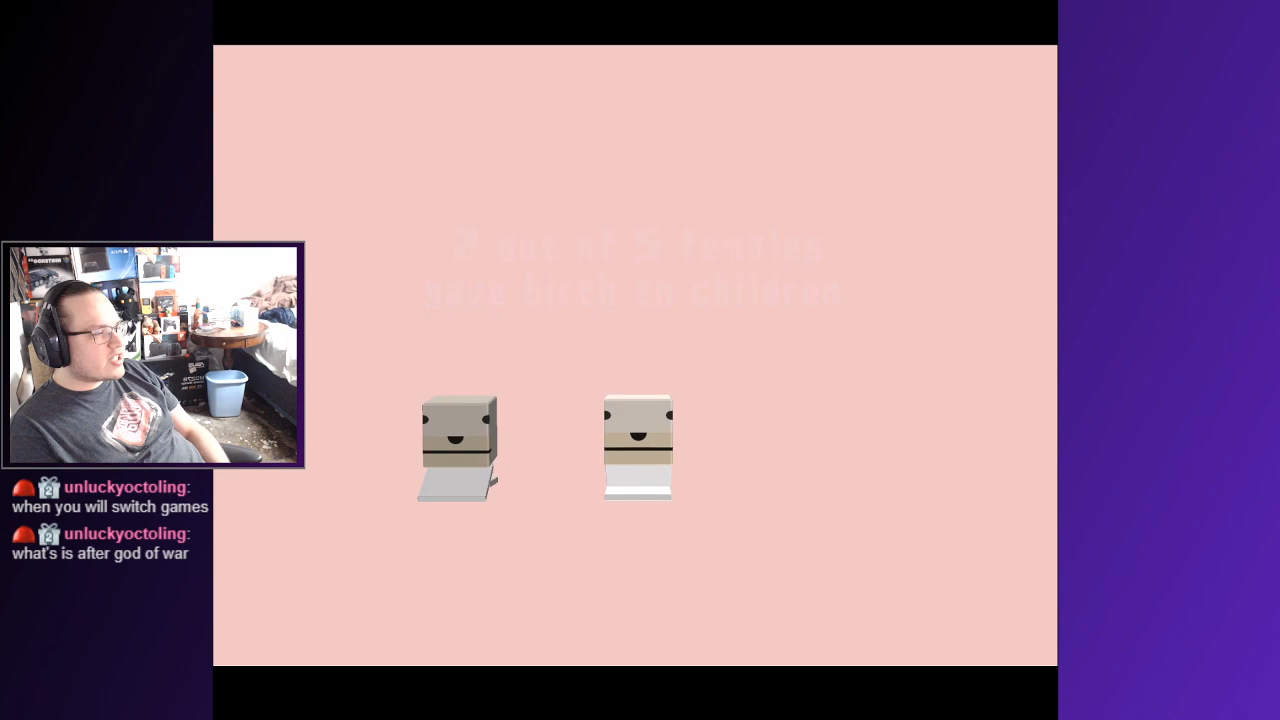 2 out of 5 females
gave birth to children
unluckyoctoling:
when you will switch games
unluckyoctoling:
what's is after god of war